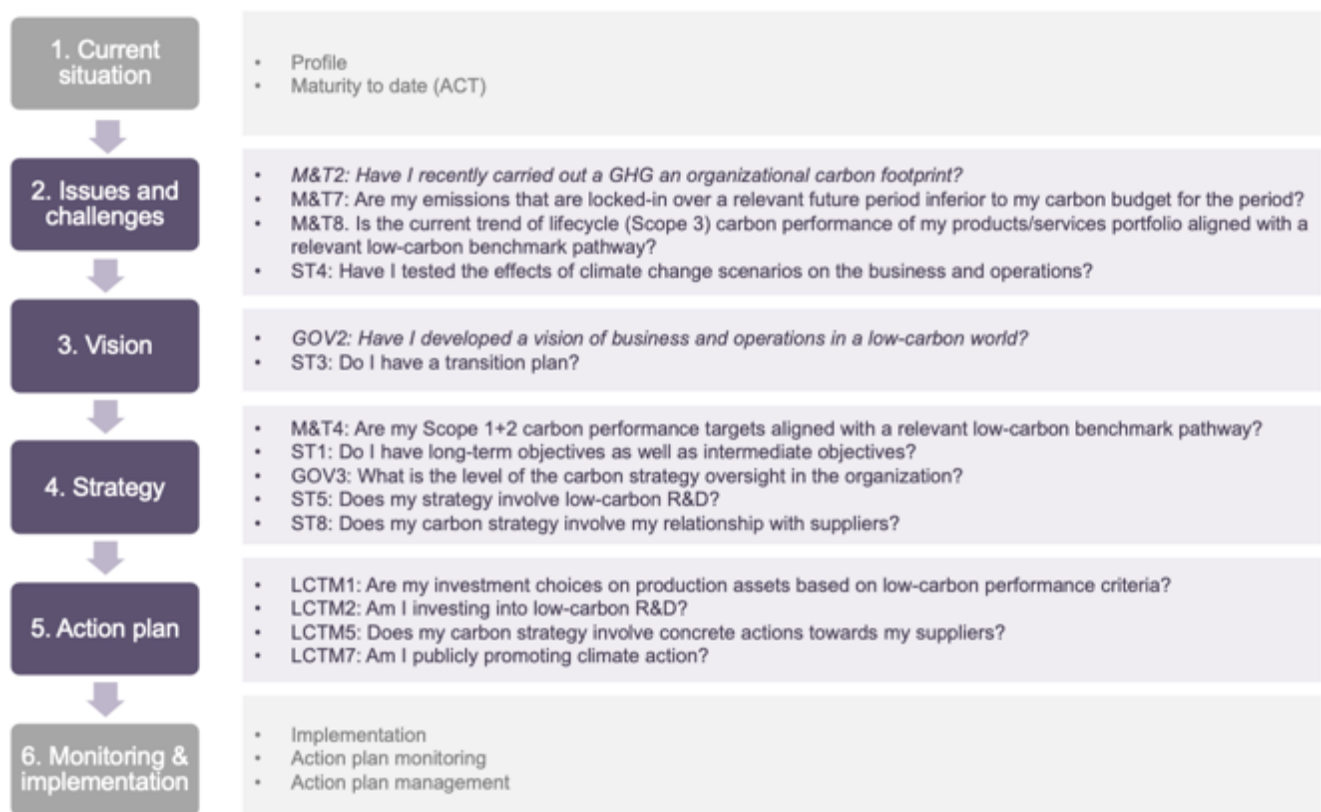 1. Current
situation
• Profile
• Maturity to date (ACT)
2. Issues and
challenges
• M&T2: Have I recently carried out a GHG an organizational carbon footprint?
• M&T7: Are my emissions that are locked-in over a relevant future period inferior to my carbon budget for the period?
• M&T8. Is the current trend of lifecycle (Scope 3) carbon performance of my products/services portfolio aligned with a
relevant low-carbon benchmark pathway?
• ST4: Have I tested the effects of climate change scenarios on the business and operations?
3. Vision
• GOV2: Have I developed a vision of business and operations in a low-carbon world?
• ST3: Do I have a transition plan?
4. Strategy
• M&T4: Are my Scope 1+2 carbon performance targets aligned with a relevant low-carbon benchmark pathway?
• ST1: Do I have long-term objectives as well as intermediate objectives?
• GOV3: What is the level of the carbon strategy oversight in the organization?
• ST5: Does my strategy involve low-carbon R&D?
• ST8: Does my carbon strategy involve my relationship with suppliers?
5. Action plan
• LCTM1: Are my investment choices on production assets based on low-carbon performance criteria?
• LCTM2: Am I investing into low-carbon R&D?
• LCTM5: Does my carbon strategy involve concrete actions towards my suppliers?
• LCTM7: Am I publicly promoting climate action?
6. Monitoring &
implementation
• Implementation
• Action plan monitoring
• Action plan management